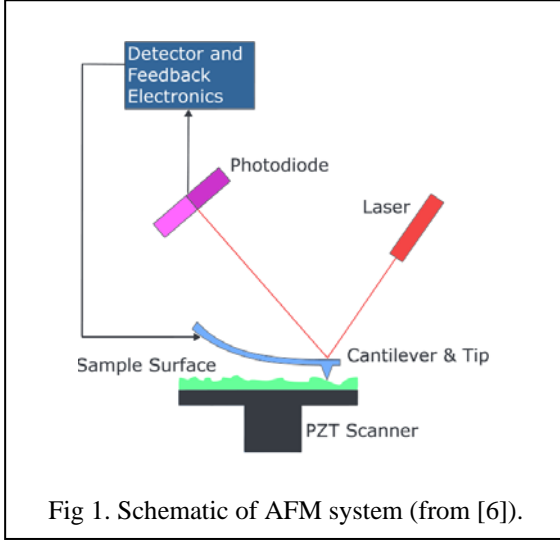 Detector and
Feedback
Electronics
Photodiode
Laser
Cantilever & Tip
Sample Surface
PZT Scanner
Fig 1. Schematic of AFM system (from [6]).